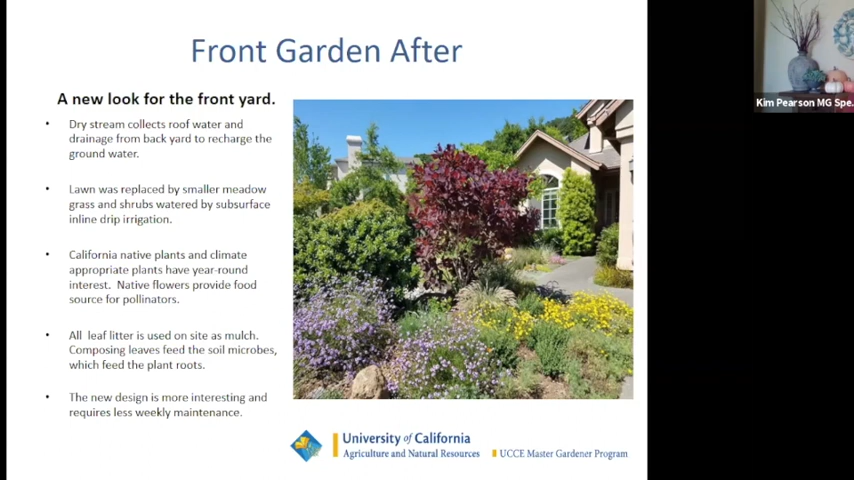 Front Garden After
A new look for the front yard.
• Dry stream collects roof water and
drainage from back yard to recharge the
ground water.
• Lawn was replaced by smaller meadow
grass and shrubs watered by subsurface
inline drip irrigation.
• California native plants and climate
appropriate plants have year-round
interest. Native flowers provide food
source for pollinators.
• All leaf litter is used on site as mulch.
Composing leaves feed the soil microbes,
which feed the plant roots.
• The new design is more interesting and
requires less weekly maintenance.
University of California
Agriculture and Natural Resources
UCCE Master Gardener Program
Kim Pearson MG Spe...